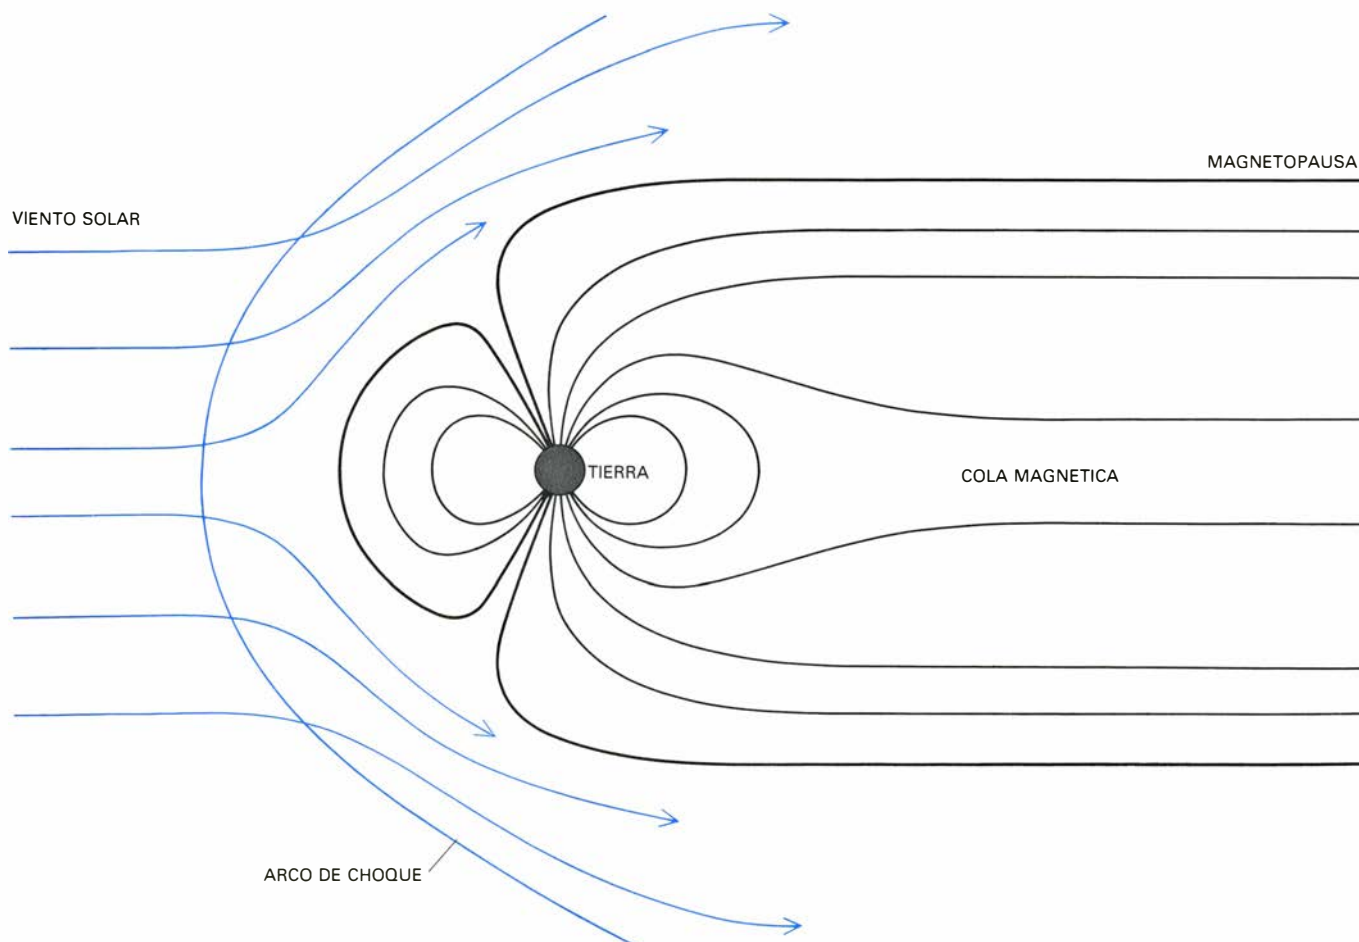 MAGNETOPAUSA
VIENTO SOLAR
TIERRA
COLA MAGNETICA
ARCO DE CHOQUE